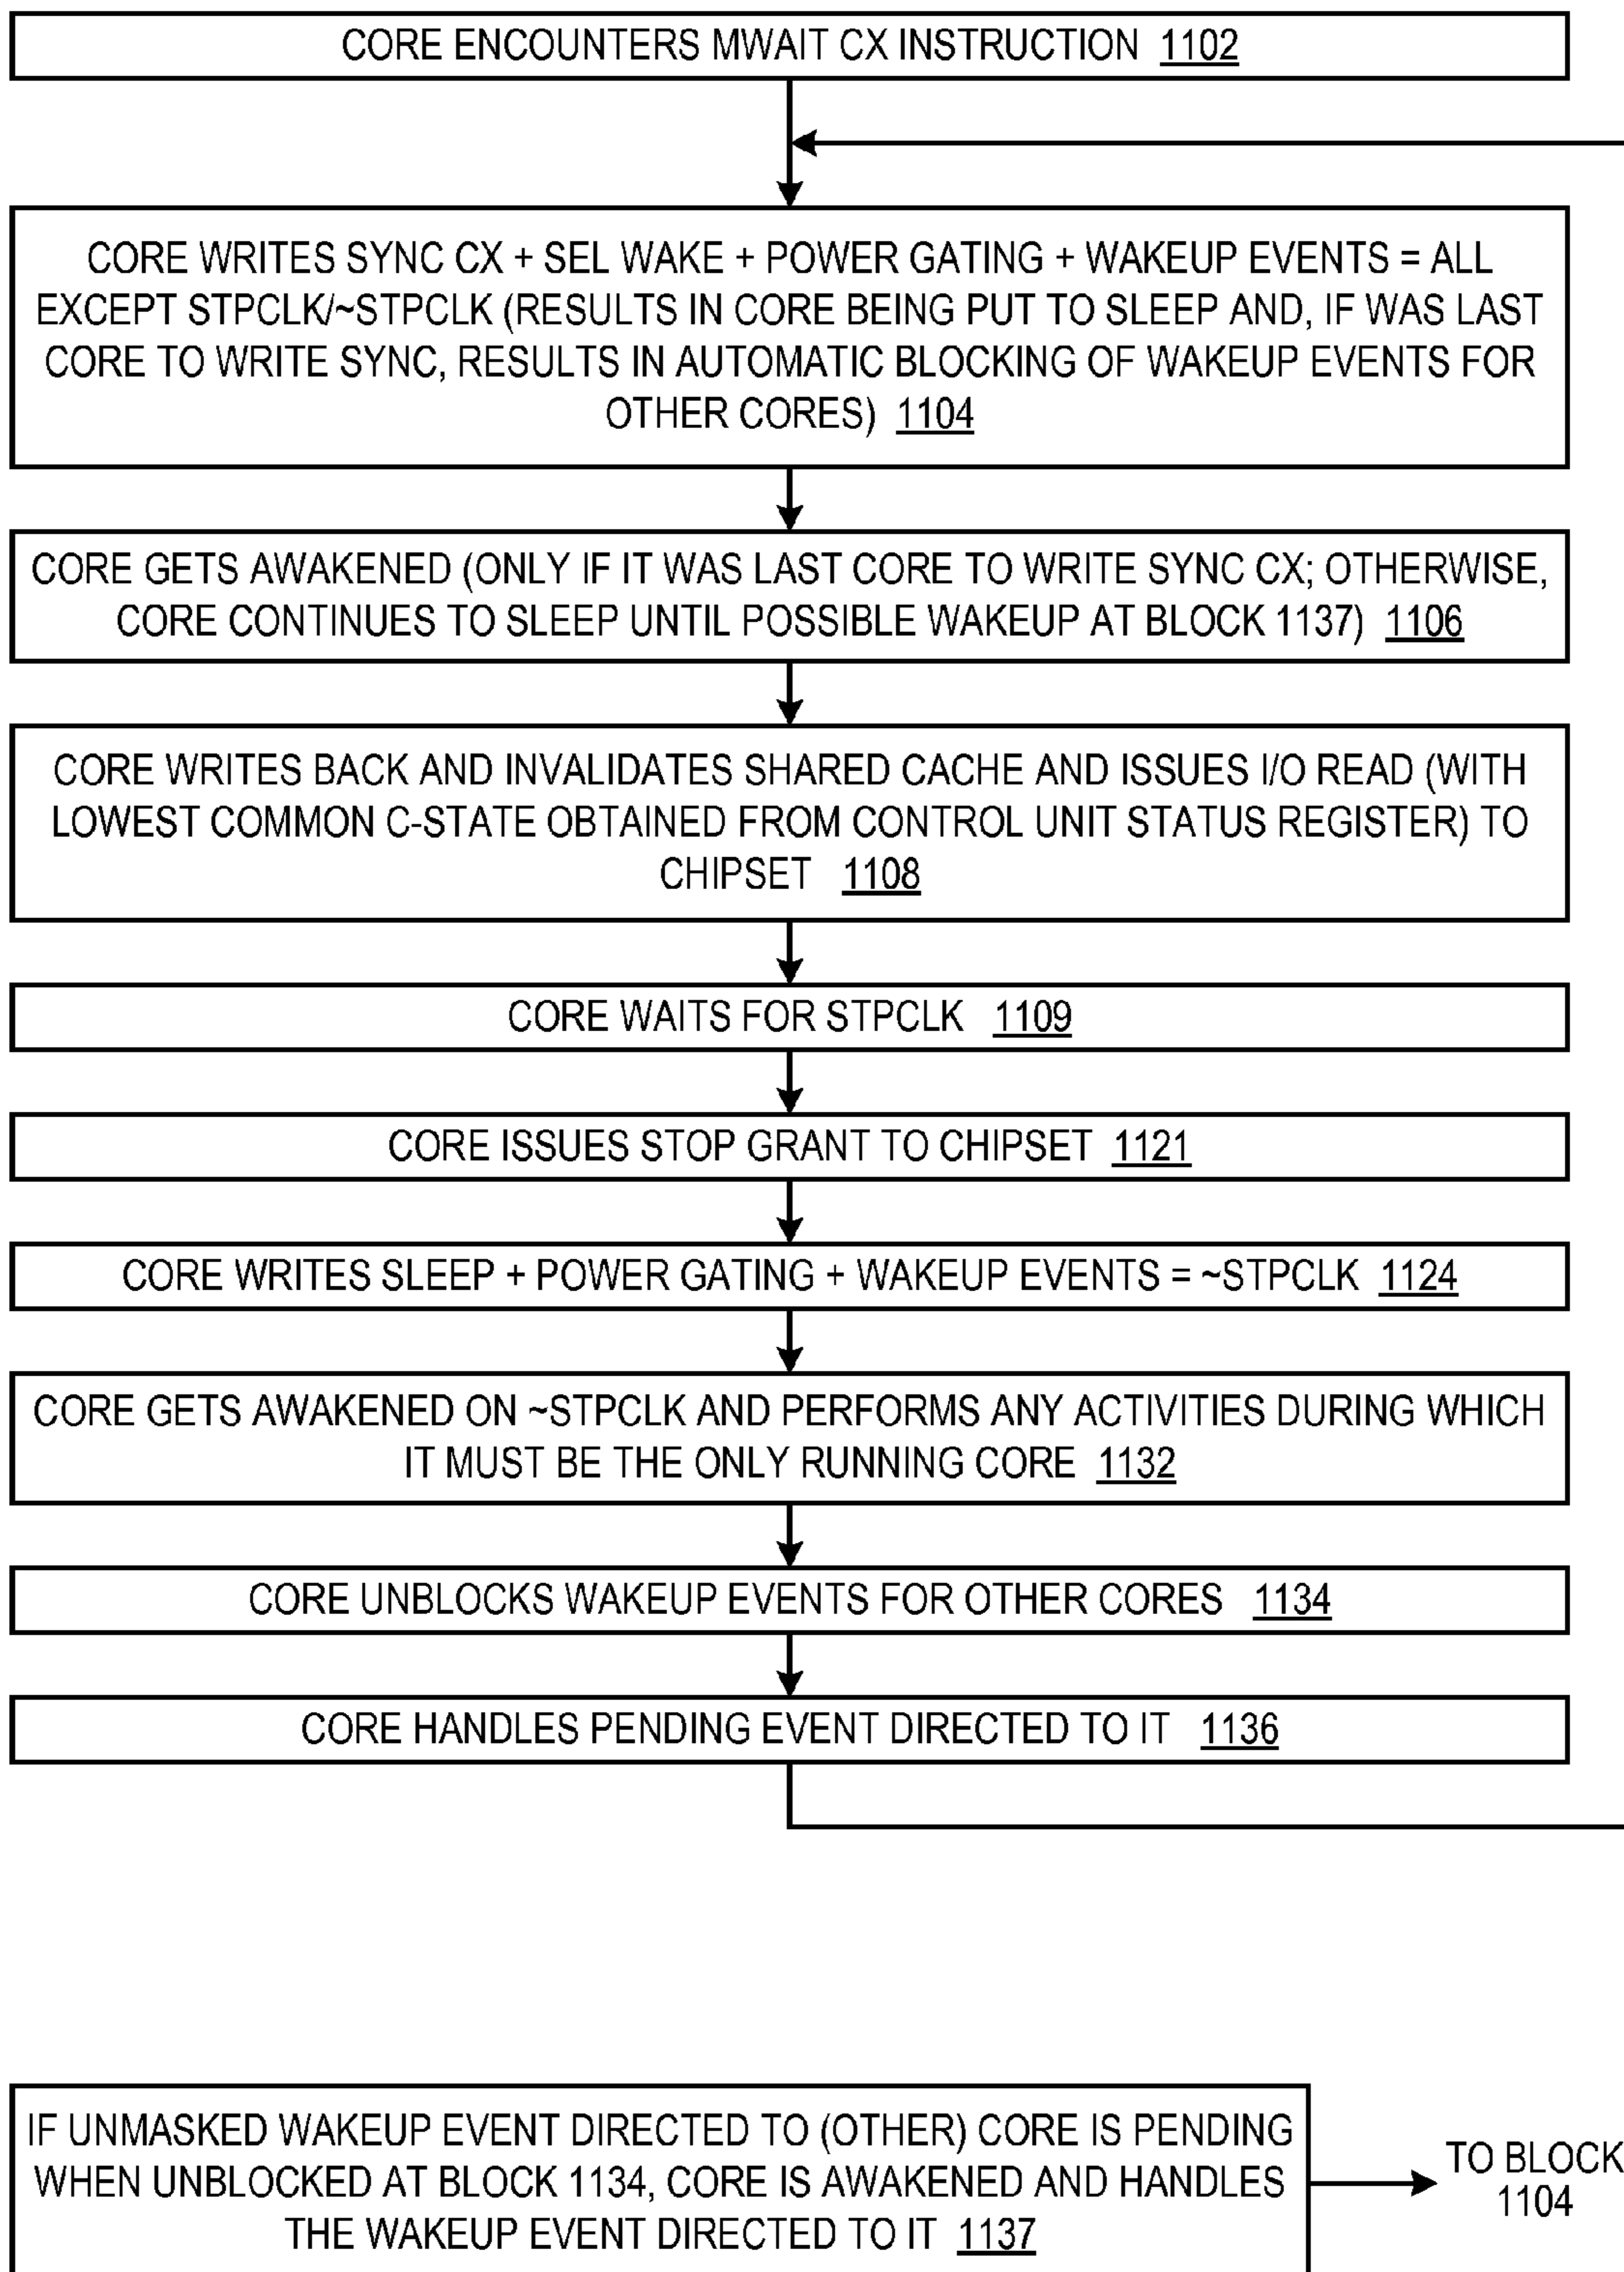 CORE ENCOUNTERS MWAIT CX INSTRUCTION 1102
CORE WRITES SYNC CX + SEL WAKE + POWER GATING + WAKEUP EVENTS = ALL
EXCEPT STPCLK/~STPCLK (RESULTS IN CORE BEING PUT TO SLEEP AND, IF WAS LAST
CORE TO WRITE SYNC, RESULTS IN AUTOMATIC BLOCKING OF WAKEUP EVENTS FOR
OTHER CORES) 1104
CORE GETS AWAKENED (ONLY IF IT WAS LAST CORE TO WRITE SYNC CX; OTHERWISE,
CORE CONTINUES TO SLEEP UNTIL POSSIBLE WAKEUP AT BLOCK 1137) 1106
CORE WRITES BACK AND INVALIDATES SHARED CACHE AND ISSUES I/O READ (WITH
LOWEST COMMON C-STATE OBTAINED FROM CONTROL UNIT STATUS REGISTER) TO
CHIPSET 1108
CORE WAITS FOR STPCLK 1109
CORE ISSUES STOP GRANT TO CHIPSET 1121
CORE WRITES SLEEP + POWER GATING + WAKEUP EVENTS = ~STPCLK 1124
CORE GETS AWAKENED ON ~STPCLK AND PERFORMS ANY ACTIVITIES DURING WHICH
IT MUST BE THE ONLY RUNNING CORE 1132
CORE UNBLOCKS WAKEUP EVENTS FOR OTHER CORES 1134
CORE HANDLES PENDING EVENT DIRECTED TO IT 1136
IF UNMASKED WAKEUP EVENT DIRECTED TO (OTHER) CORE IS PENDING
WHEN UNBLOCKED AT BLOCK 1134, CORE IS AWAKENED AND HANDLES
THE WAKEUP EVENT DIRECTED TO IT 1137
TO BLOCK
1104